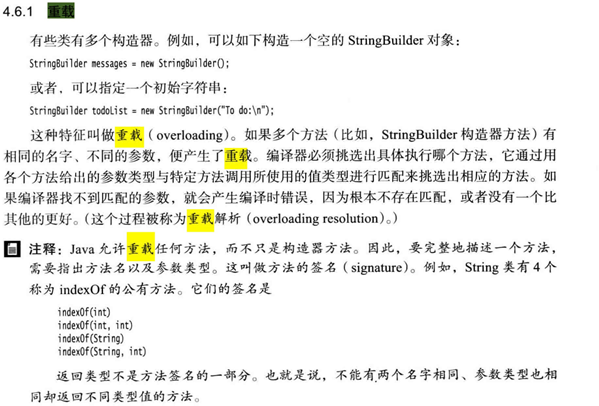 4.6.1 重载
有些类有多个构造器。例如，可以如下构造一个空的 StringBuilder 对象：
StringBuilder messages = new StringBuilder();
或者，可以指定一个初始字符串：
StringBuilder todoList = new StringBuilder("To do:\n");
这种特征叫做重载（overloading）。如果多个方法（比如，StringBuilder 构造器方法）有
相同的名字、不同的参数，便产生了重载。编译器必须挑选出具体执行哪个方法，它通过用
各个方法给出的参数类型与特定方法调用所使用的值类型进行匹配来挑选出相应的方法。如
果编译器找不到匹配的参数，就会产生编译时错误，因为根本不存在匹配，或者没有一个比
其他的更好。（这个过程被称为重载解析（overloading resolution）。）
注释：Java 允许重载任何方法，而不只是构造器方法。因此，要完整地描述一个方法，
需要指出方法名以及参数类型。这叫做方法的签名（signature）。例如，String 类有 4 个
称为 indexOf 的公有方法。它们的签名是
indexOf(int)
indexOf(int, int)
indexOf(String)
indexOf(String, int)
返回类型不是方法签名的一部分。也就是说，不能有两个名字相同、参数类型也相
同却返回不同类型值的方法。